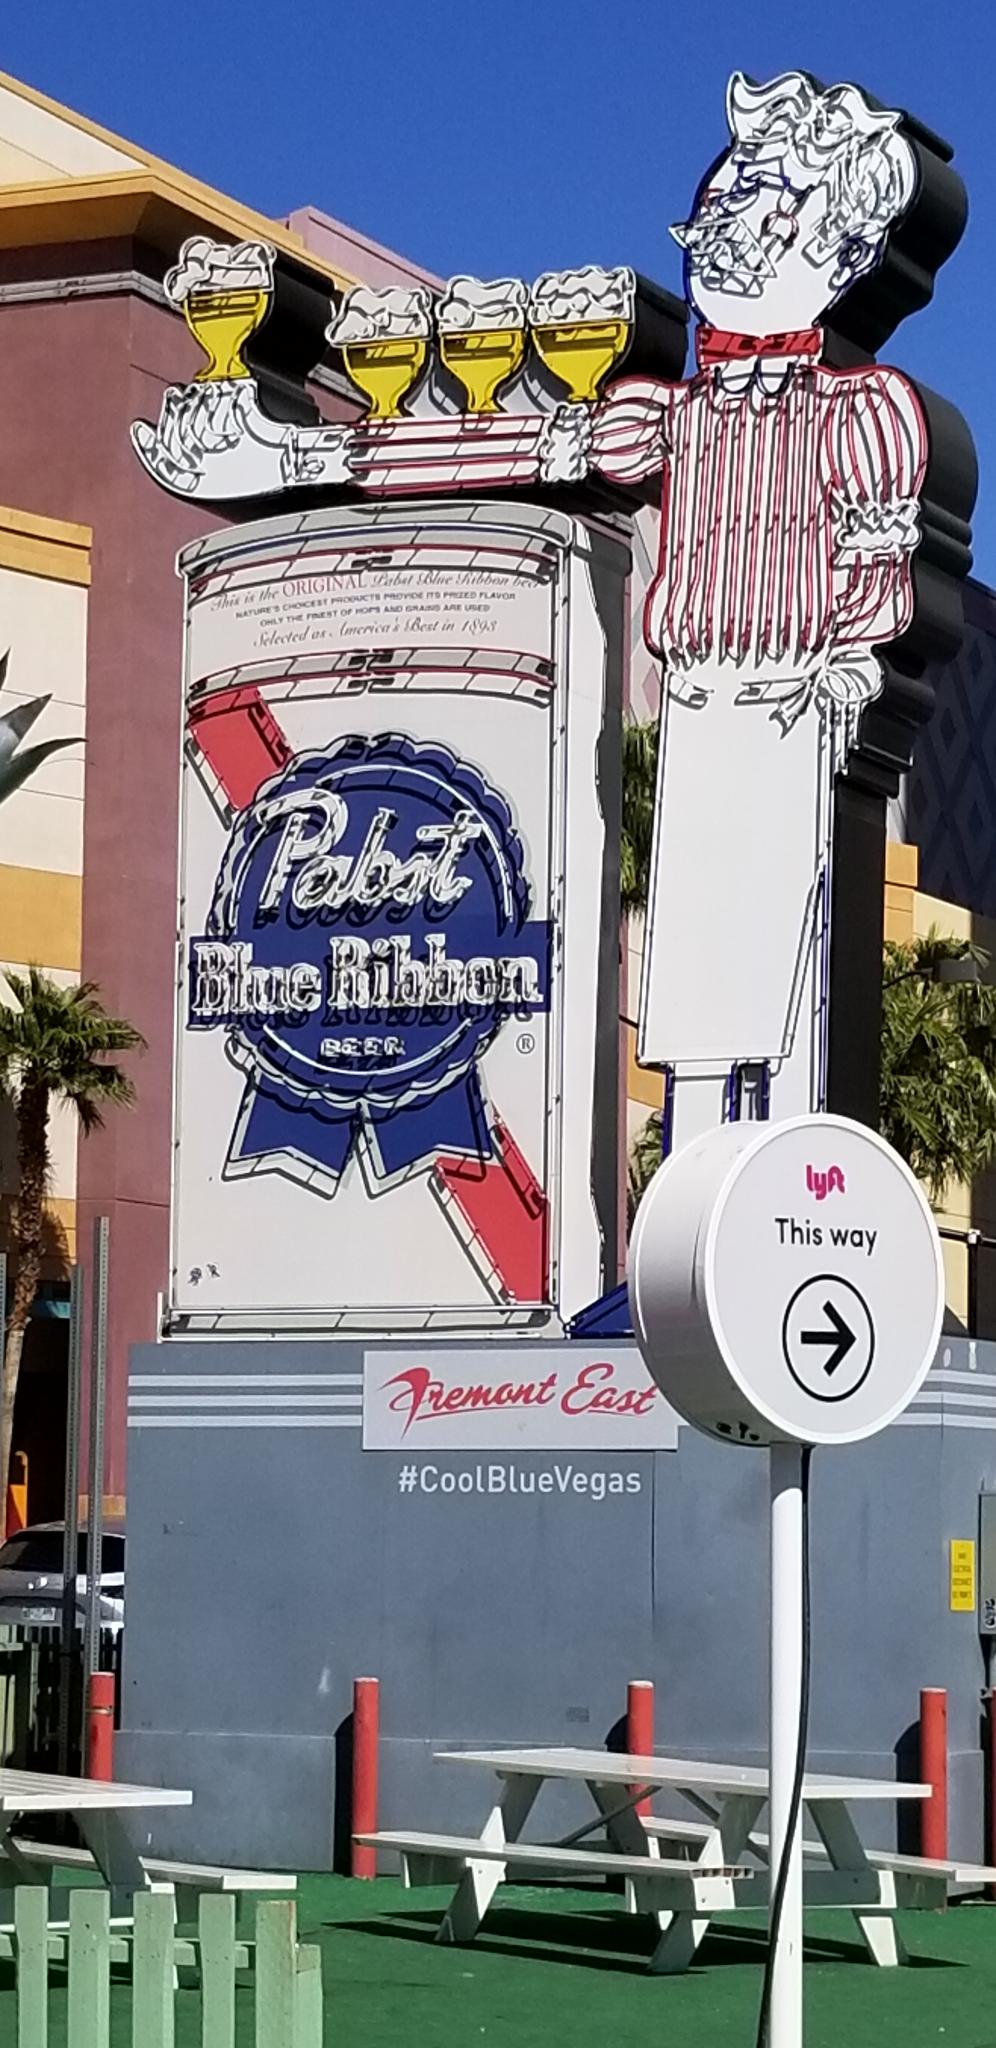 This is the ORIGINAL Pabst Blue Ribbon beer
NATURE'S CHOICEST PRODUCTS PROVIDE ITS PRIZED FLAVOR
ONLY THE FINEST OF HOPS AND GRAINS ARE USED
Selected as America's Best in 1893
Pabst
Blue Ribbon
BEER
®
lyft
This way
Fremont East
#CoolBlueVegas